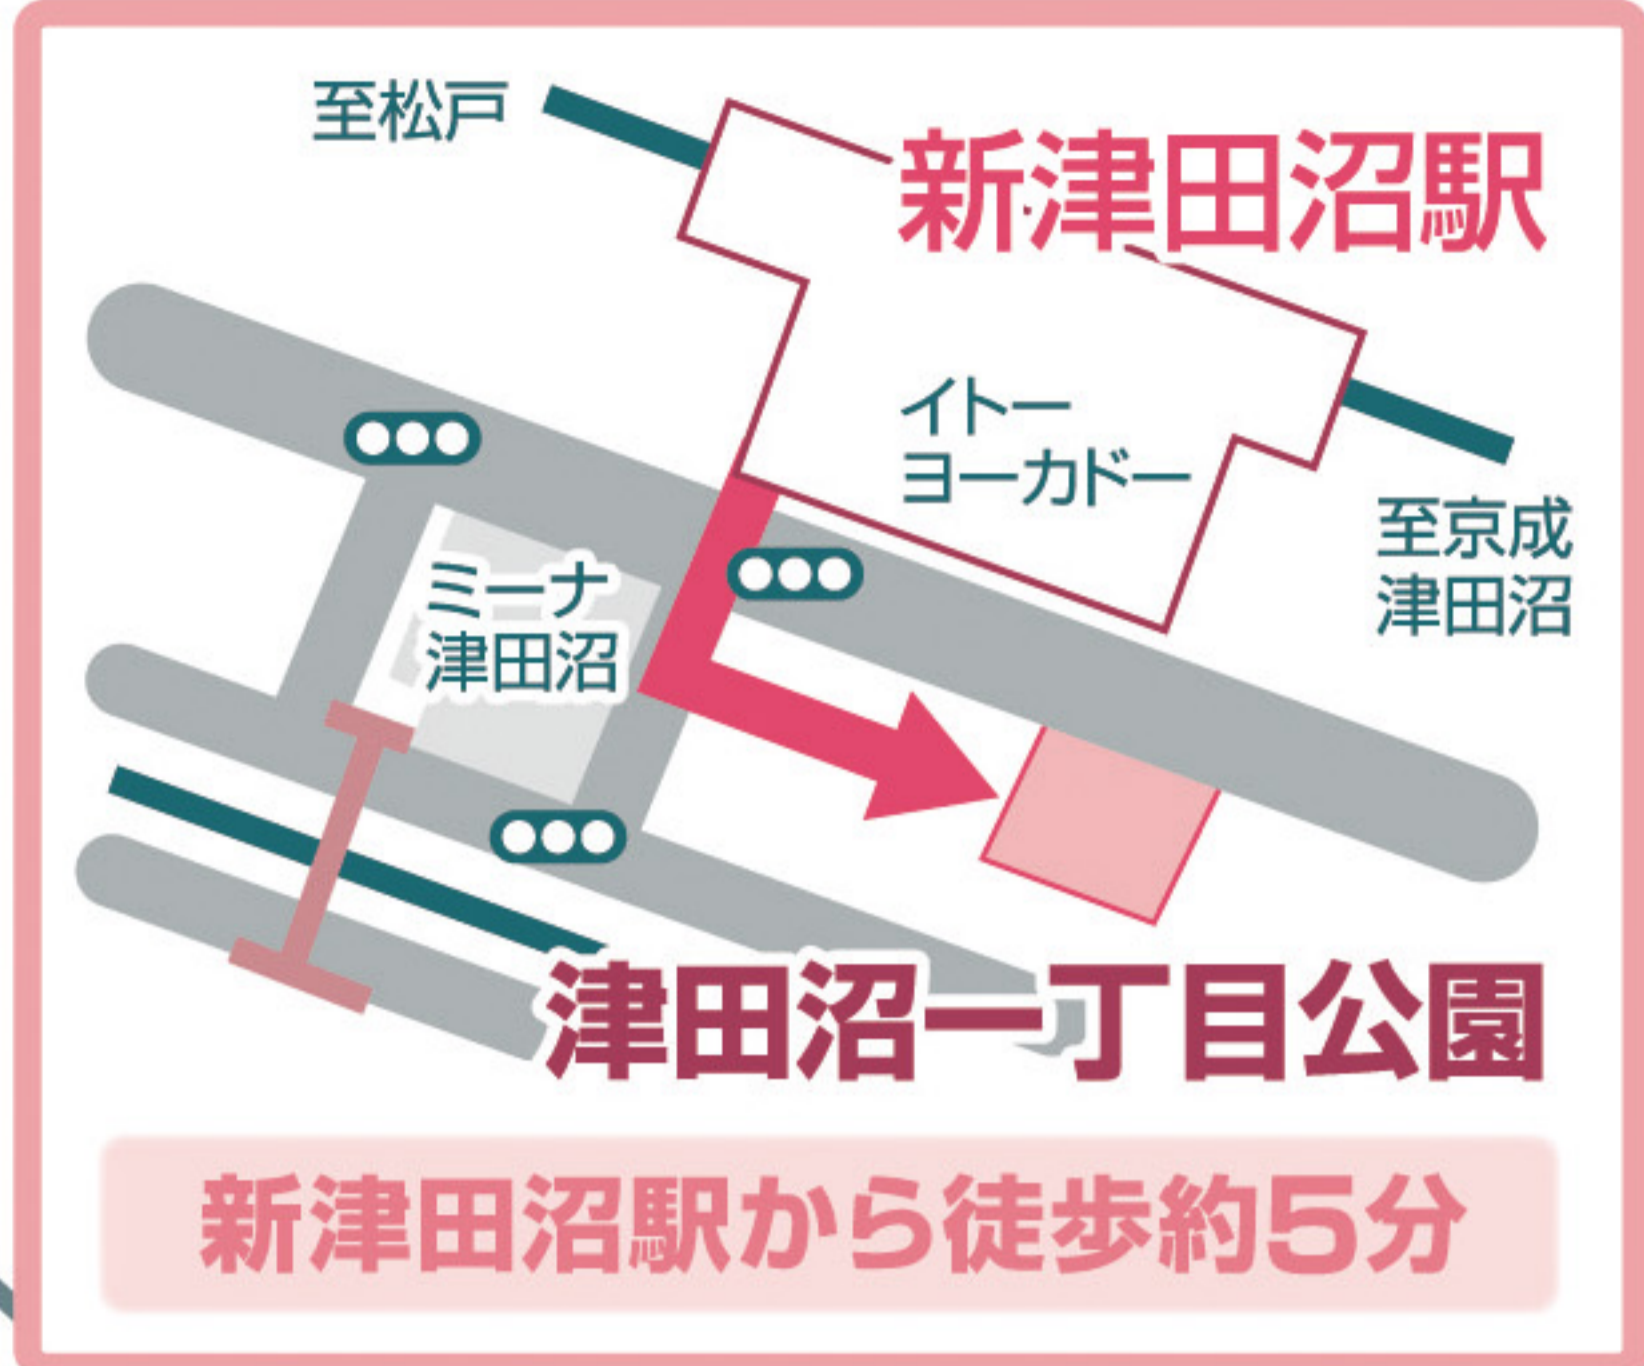 至松戸
新津田沼駅
イトー
ヨーカドー
至京成
津田沼
ミーナ
津田沼
津田沼一丁目公園
新津田沼駅から徒歩約5分